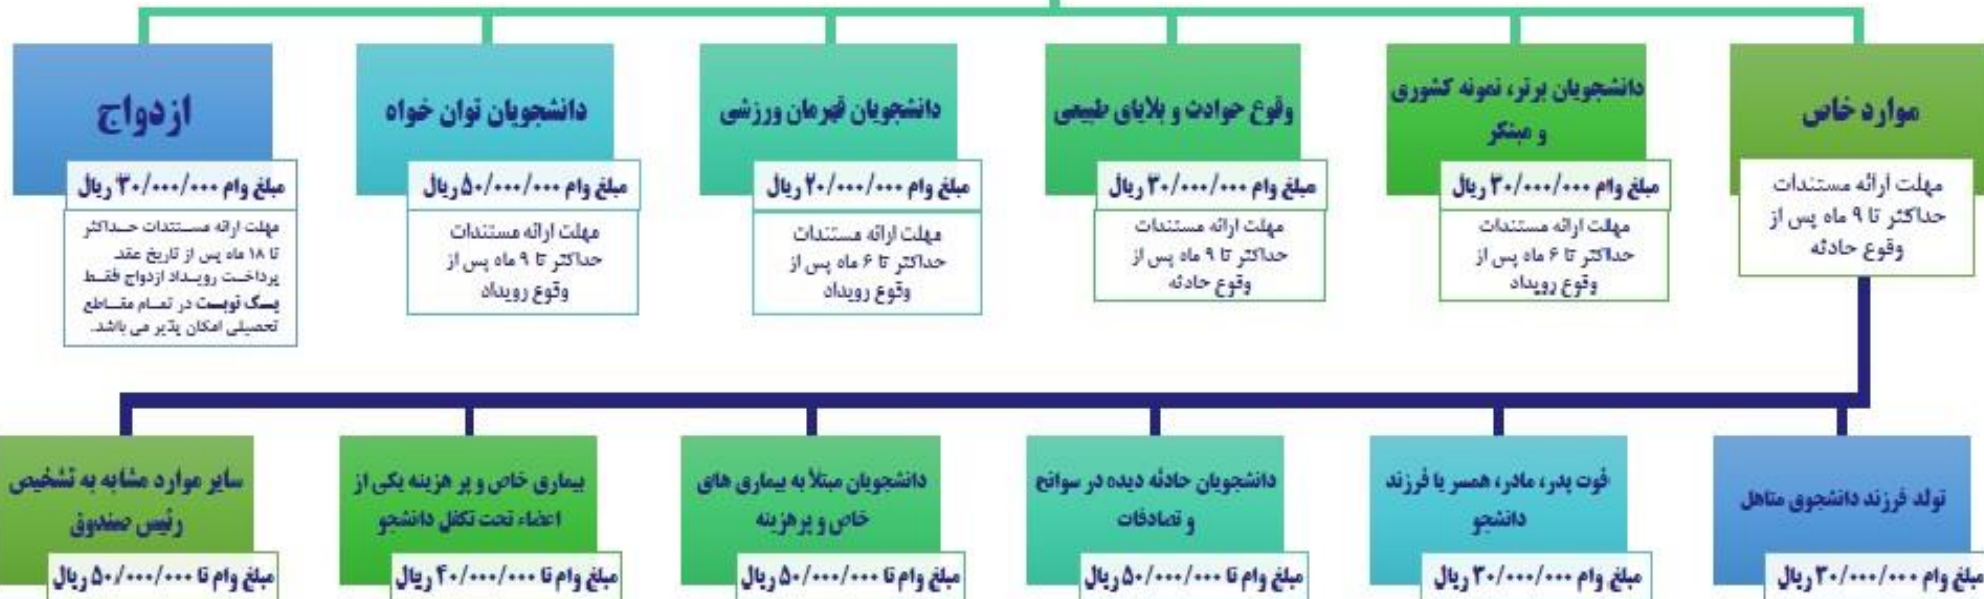 موارد خاص
مهلت ارائه مستندات
حداکثر تا ۹ ماه پس از
وقوع حادثه
دانشجویان برتر، نمونه کشوری
و مبتکر
مبلغ وام ۳۰/۰۰۰/۰۰۰ ریال
مهلت ارائه مستندات
حداکثر تا ۶ ماه پس از
وقوع رویداد
وقوع حوادث و بلایای طبیعی
مبلغ وام ۳۰/۰۰۰/۰۰۰ ریال
مهلت ارائه مستندات
حداکثر تا ۹ ماه پس از
وقوع حادثه
دانشجویان قهرمان ورزشی
مبلغ وام ۲۰/۰۰۰/۰۰۰ ریال
مهلت ارائه مستندات
حداکثر تا ۶ ماه پس از
وقوع رویداد
دانشجویان توان خواه
مبلغ وام ۵۰/۰۰۰/۰۰۰ ریال
مهلت ارائه مستندات
حداکثر تا ۹ ماه پس از
وقوع رویداد
ازدواج
مبلغ وام ۳۰/۰۰۰/۰۰۰ ریال
مهلت ارائه مستندات حداکثر
تا ۱۸ ماه پس از تاریخ عقد
پرداخت رویداد ازدواج فقط
یک نوبت در تمام مقاطع
تحصیلی امکان پذیر می باشد.
تولد فرزند دانشجوی متاهل
مبلغ وام ۳۰/۰۰۰/۰۰۰ ریال
فوت پدر، مادر، همسر یا فرزند
دانشجو
مبلغ وام ۳۰/۰۰۰/۰۰۰ ریال
دانشجویان حادثه دیده در سوانح
و تصادفات
مبلغ وام تا ۵۰/۰۰۰/۰۰۰ ریال
دانشجویان مبتلا به بیماری های
خاص و پرهزینه
مبلغ وام تا ۵۰/۰۰۰/۰۰۰ ریال
بیماری خاص و پر هزینه یکی از
اعضاء تحت تکفل دانشجو
مبلغ وام تا ۴۰/۰۰۰/۰۰۰ ریال
سایر موارد مشابه به تشخیص
رئیس صندوق
مبلغ وام تا ۵۰/۰۰۰/۰۰۰ ریال